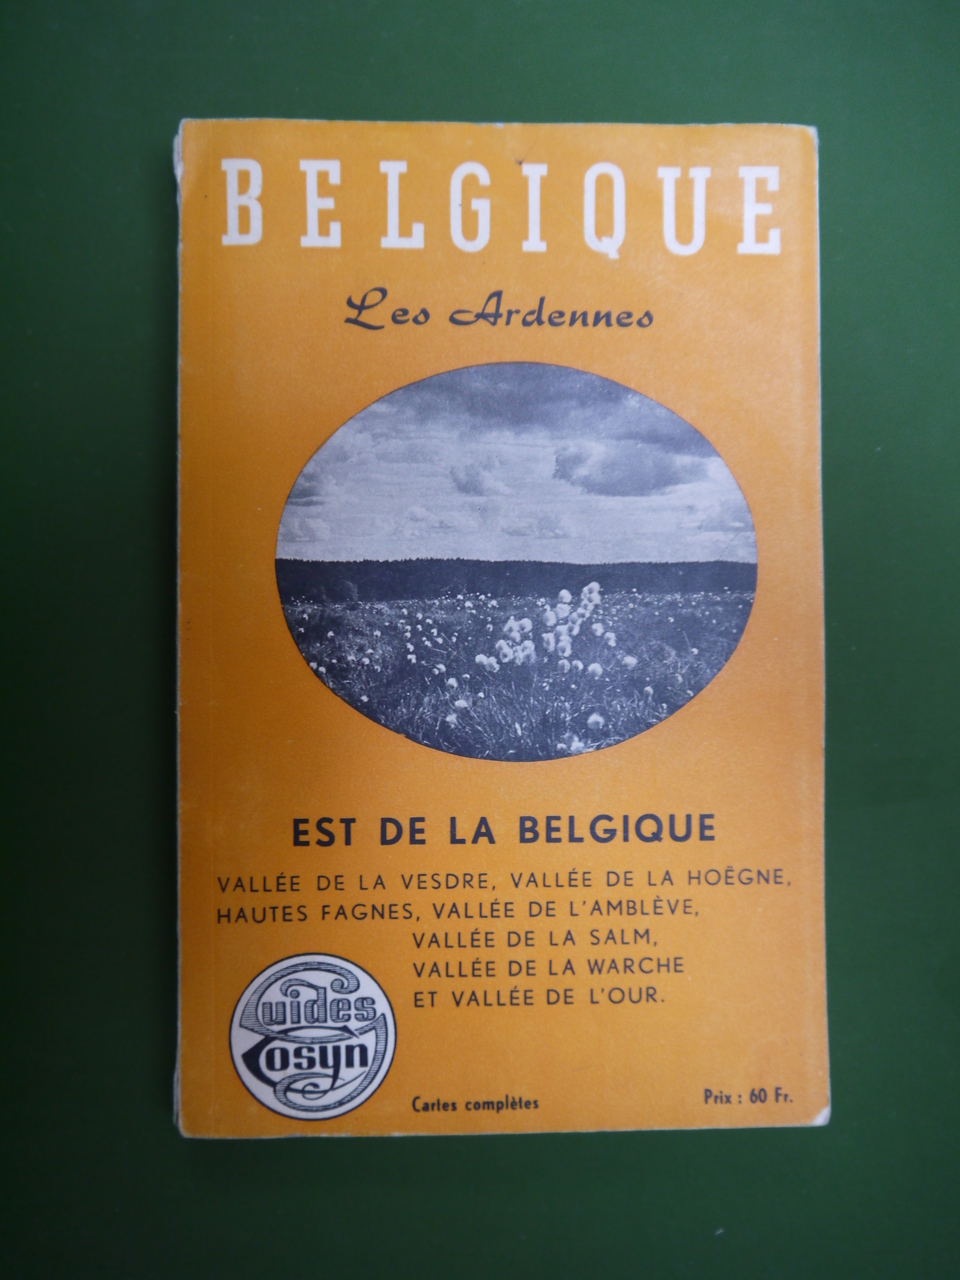 BELGIQUE
Les Ardennes
EST DE LA BELGIQUE
VALLÉE DE LA VESDRE, VALLÉE DE LA HOËGNE,
HAUTES FAGNES, VALLÉE DE L'AMBLÈVE,
VALLÉE DE LA SALM,
VALLÉE DE LA WARCHE
ET VALLÉE DE L'OUR.
Guides
Cosyn
Cartes complètes
Prix : 60 Fr.